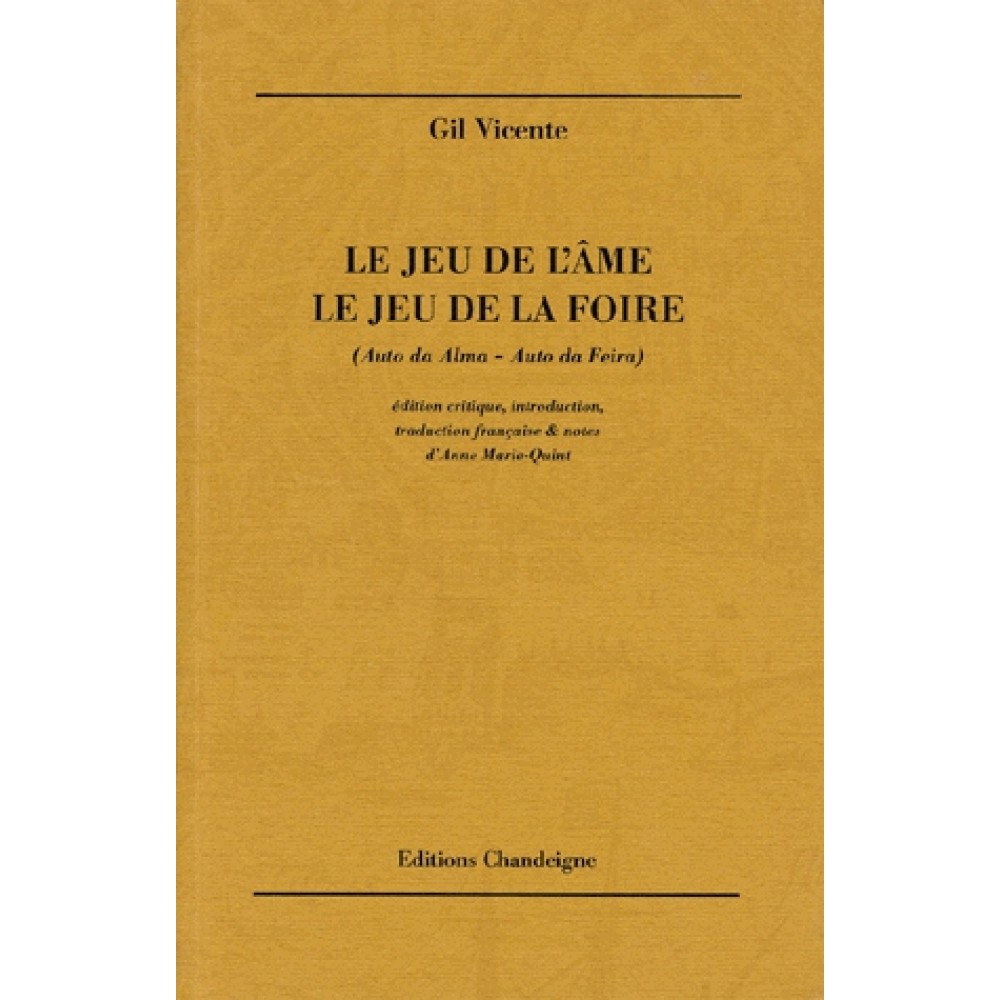 Gil Vicente
LE JEU DE L'ÂME
LE JEU DE LA FOIRE
(Auto da Alma - Auto da Feira)
édition critique, introduction,
traduction française & notes
d'Anne Marie-Quint
Editions Chandeigne